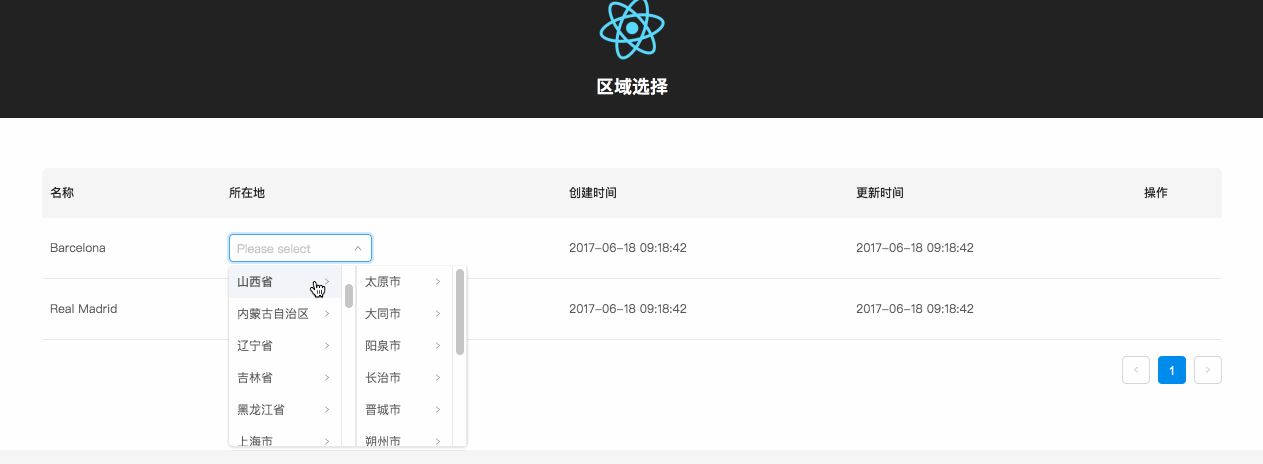 区域选择
名称 所在地 创建时间 更新时间 操作
Barcelona Please select 2017-06-18 09:18:42 2017-06-18 09:18:42
山西省 太原市
内蒙古自治区 大同市
Real Madrid 2017-06-18 09:18:42 2017-06-18 09:18:42
辽宁省 阳泉市
吉林省 长治市
1
黑龙江省 晋城市
上海市 朔州市